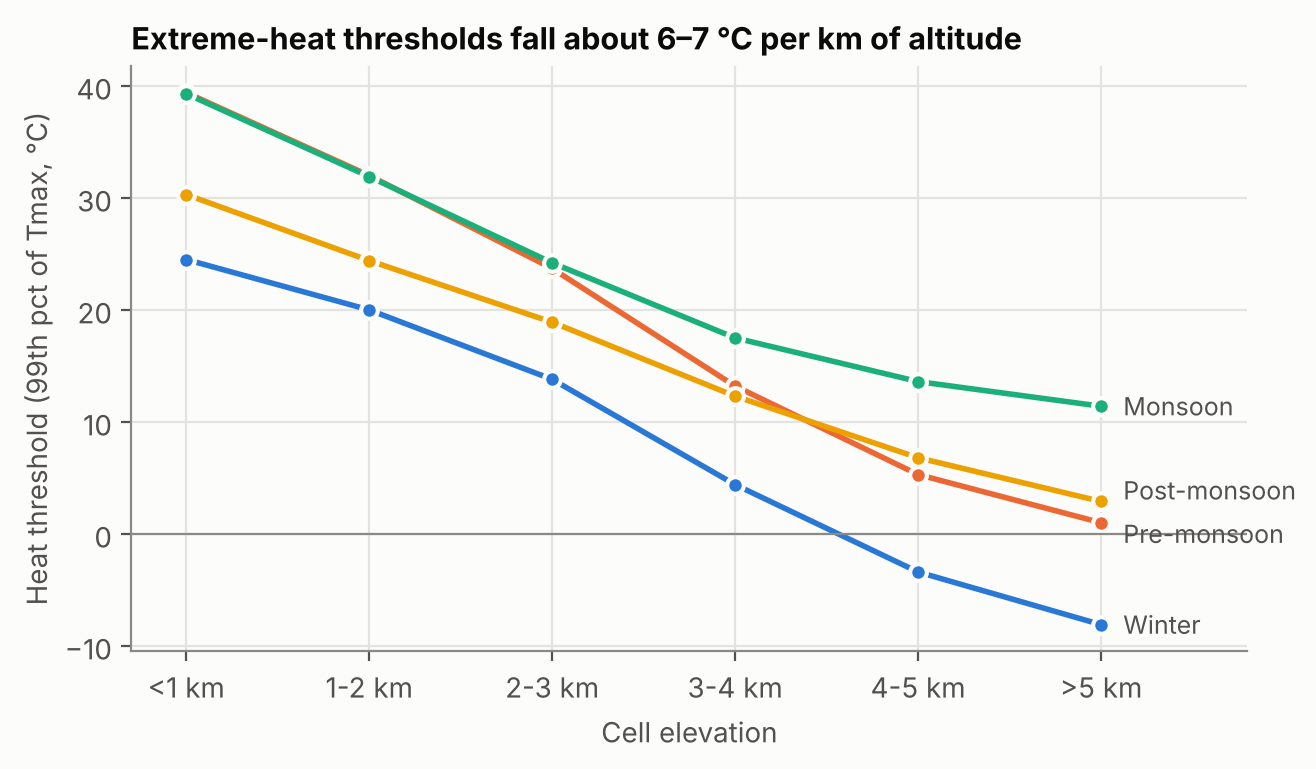 Extreme-heat thresholds fall about 6–7 °C per km of altitude
Heat threshold (99th pct of Tmax, °C)
40
30
20
10
0
−10
Monsoon
Post-monsoon
Pre-monsoon
Winter
<1 km
1-2 km
2-3 km
3-4 km
4-5 km
>5 km
Cell elevation